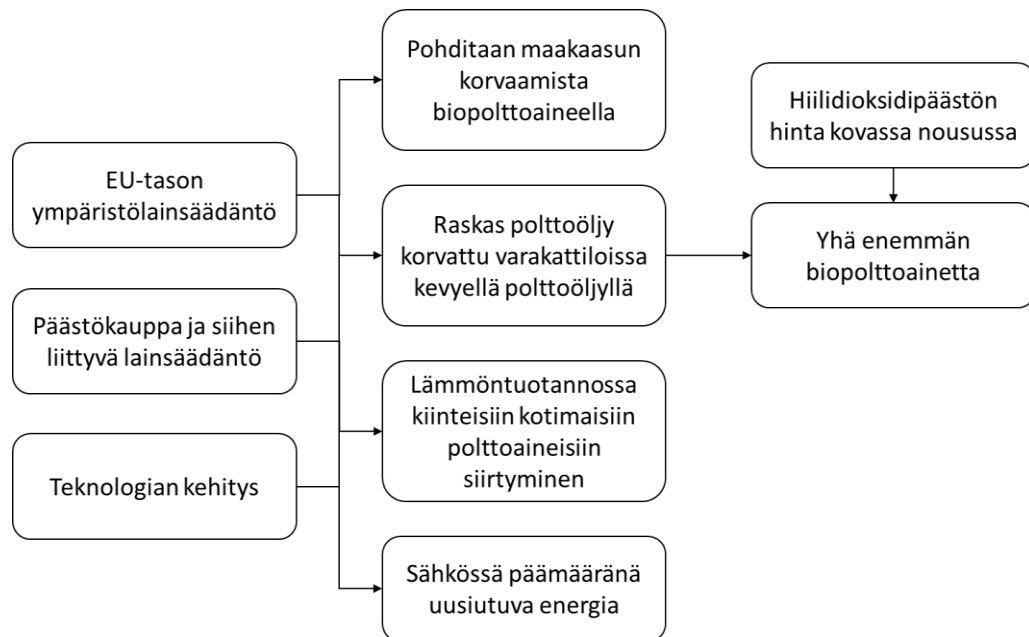 EU-tason
ympäristölainsäädäntö
Päästökauppa ja siihen
liittyvä lainsäädäntö
Teknologian kehitys
Pohditaan maakaasun
korvaamista
biopolttoaineella
Raskas polttoöljy
korvattu varakattiloissa
kevyellä polttoöljyllä
Lämmöntuotannossa
kiinteisiin kotimaisiin
polttoaineisiin
siirtyminen
Sähkössä päämääränä
uusiutuva energia
Hiilidioksidipäästön
hinta kovassa nousussa
Yhä enemmän
biopolttoainetta